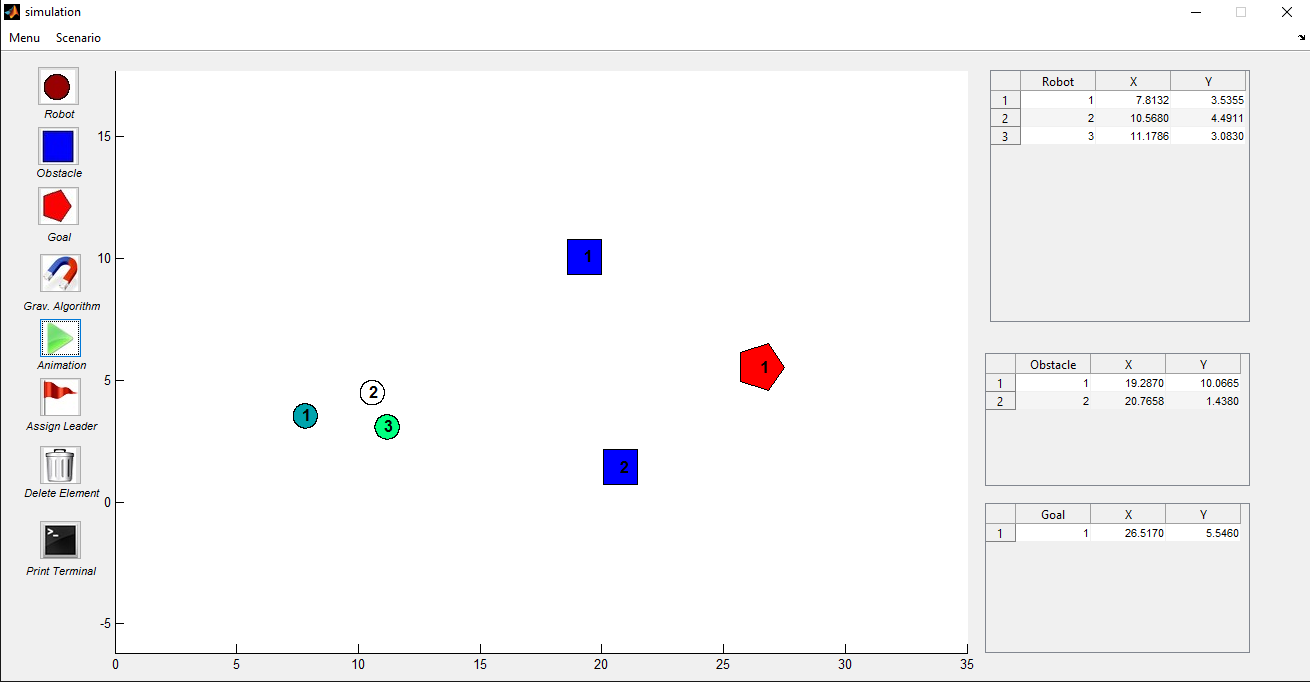 simulation
Menu Scenario
Robot
Obstacle
Goal
Grav. Algorithm
Animation
Assign Leader
Delete Element
>_
Print Terminal
15
10
5
0
-5
0 5 10 15 20 25 30 35
1
1
2
1
3
2
Robot X Y
1 1 7.8132 3.5355
2 2 10.5680 4.4911
3 3 11.1786 3.0830
Obstacle X Y
1 1 19.2870 10.0665
2 2 20.7658 1.4380
Goal X Y
1 1 26.5170 5.5460